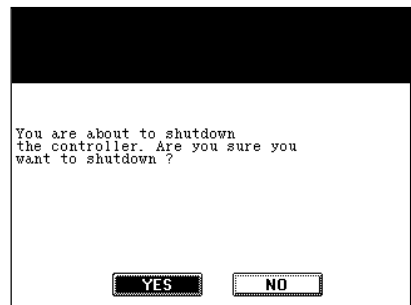 You are about to shutdown
the controller. Are you sure you
want to shutdown ?
YES NO